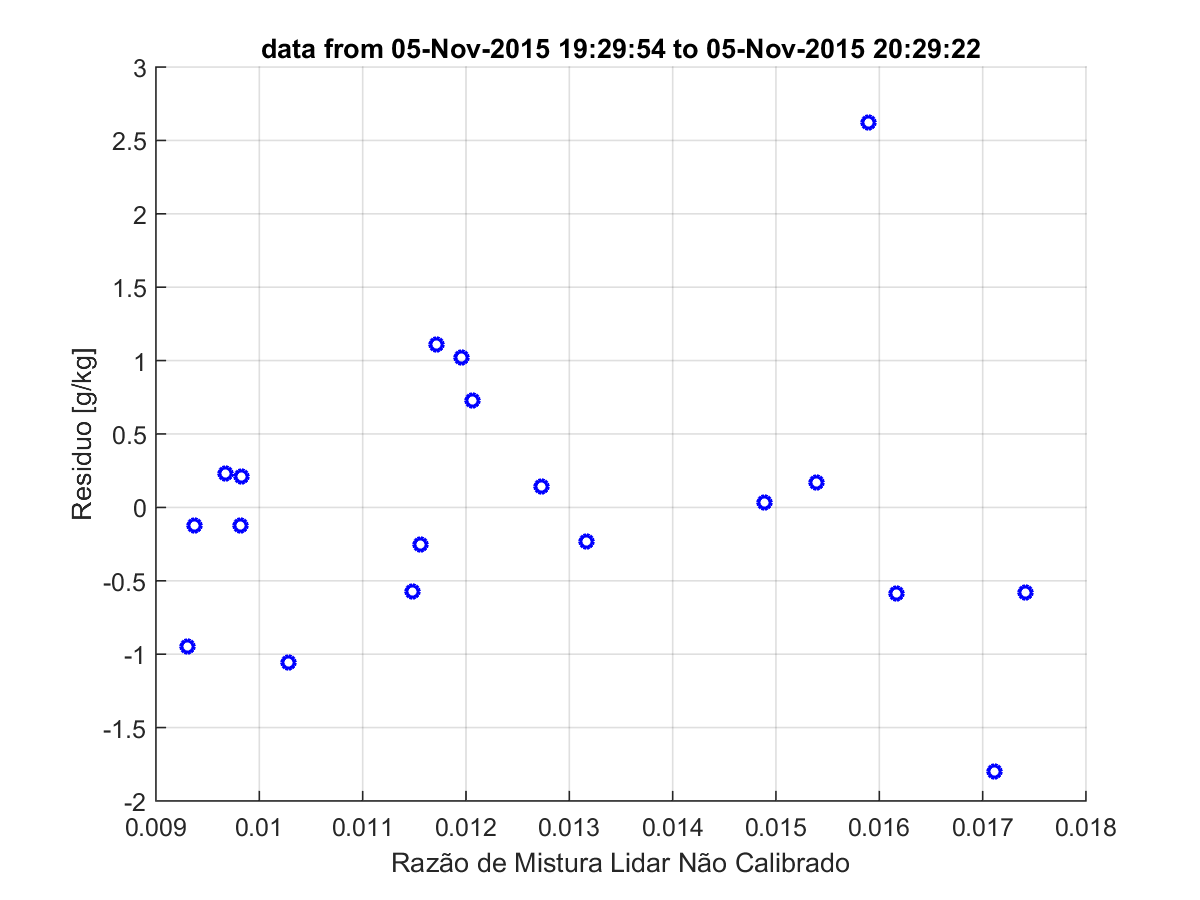 data from 05-Nov-2015 19:29:54 to 05-Nov-2015 20:29:22
3
2.5
2
1.5
1
0.5
0
-0.5
-1
-1.5
-2
Residuo [g/kg]
0.009 0.01 0.011 0.012 0.013 0.014 0.015 0.016 0.017 0.018
Razão de Mistura Lidar Não Calibrado